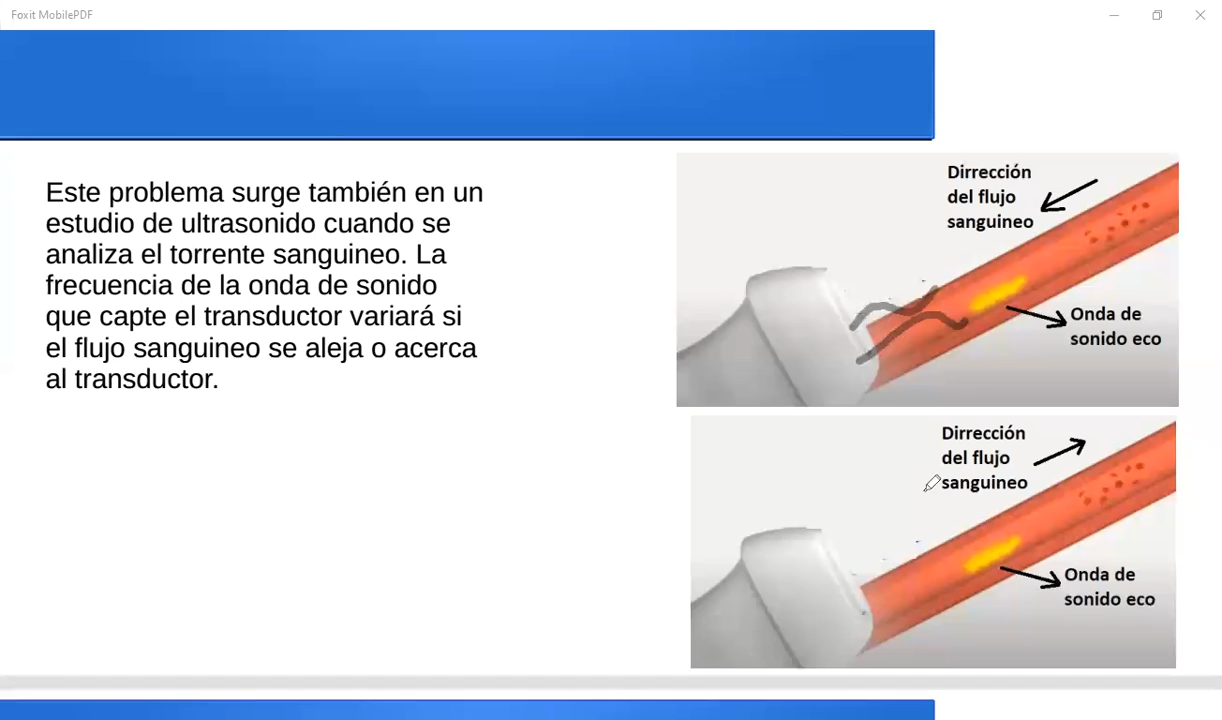 Foxit MobilePDF
Este problema surge también en un
estudio de ultrasonido cuando se
analiza el torrente sanguineo. La
frecuencia de la onda de sonido
que capte el transductor variará si
el flujo sanguineo se aleja o acerca
al transductor.
Dirrección
del flujo
sanguineo
Onda de
sonido eco
Dirrección
del flujo
sanguineo
Onda de
sonido eco